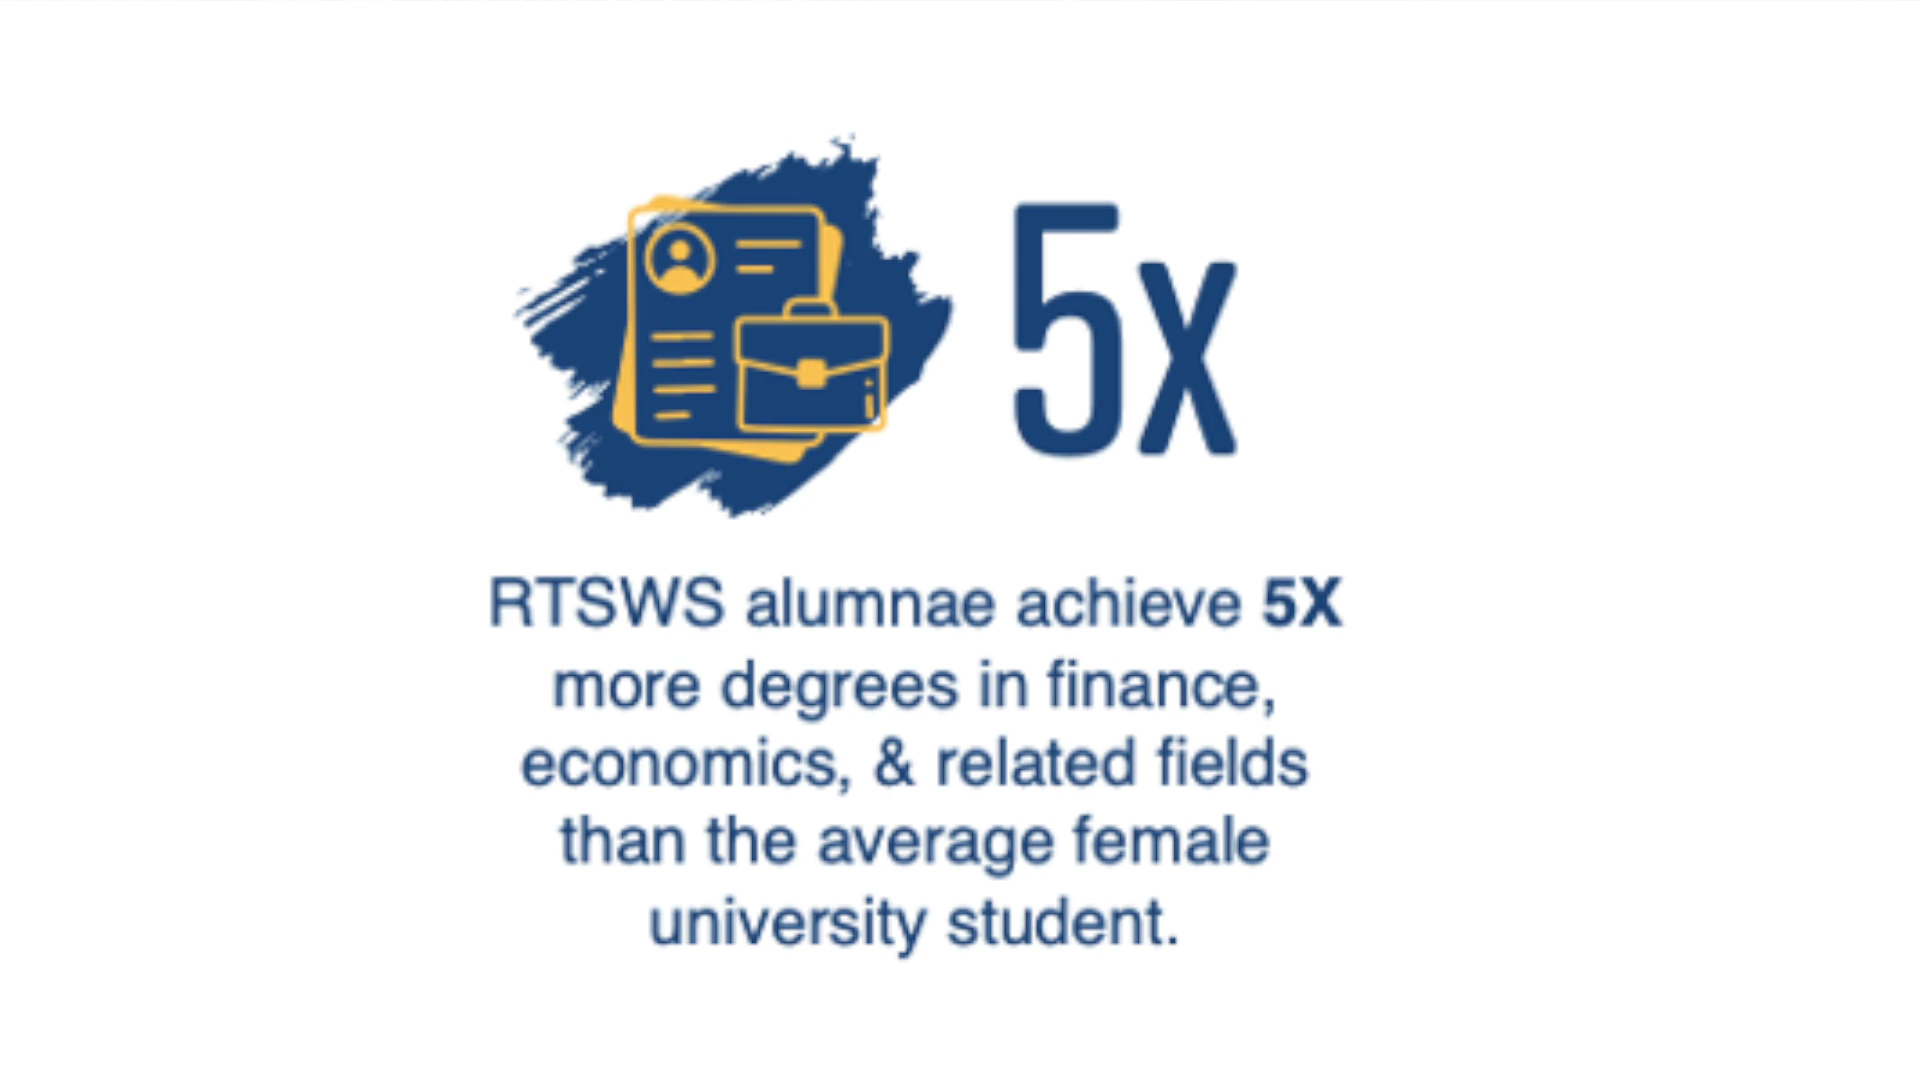 5x
RTSWS alumnae achieve 5X
more degrees in finance,
economics, & related fields
than the average female
university student.